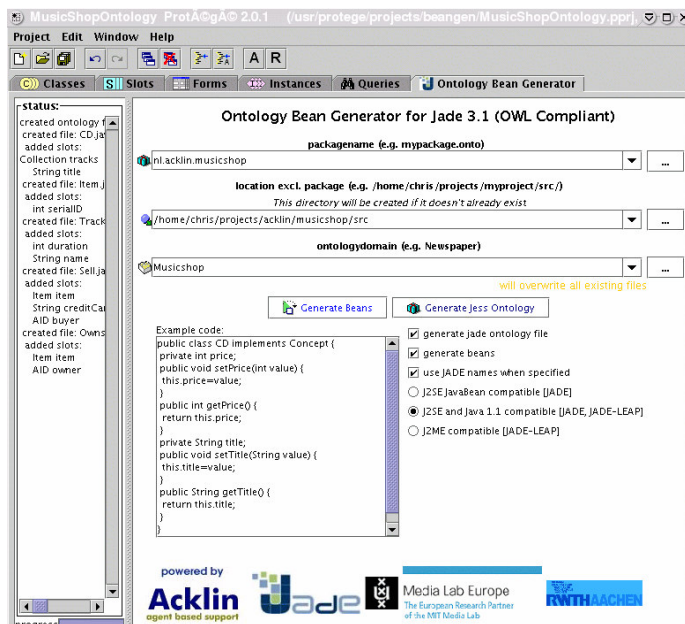 MusicShopOntology ProtÃ©gÃ© 2.0.1 (/usr/protege/projects/beangen/MusicShopOntology.pprj,
Project Edit Window Help
A R
C Classes S Slots Forms Instances Queries Ontology Bean Generator
status:
created ontology f
created file: CD.ja
added slots:
Collection tracks
String title
created file: Item.j
added slots:
int serialID
created file: Track
added slots:
int duration
String name
created file: Sell.ja
added slots:
Item item
String creditCar
AID buyer
created file: Owns
added slots:
Item item
AID owner
progress
Ontology Bean Generator for Jade 3.1 (OWL Compliant)
packagename (e.g. mypackage.onto)
nl.acklin.musicshop
...
location excl. package (e.g. /home/chris/projects/myproject/src/)
This directory will be created if it doesn't already exist
/home/chris/projects/acklin/musicshop/src
...
ontologydomain (e.g. Newspaper)
Musicshop
...
will overwrite all existing files
Generate Beans
Generate Jess Ontology
Example code:
public class CD implements Concept {
private int price;
public void setPrice(int value) {
this.price=value;
}
public int getPrice() {
return this.price;
}
private String title;
public void setTitle(String value) {
this.title=value;
}
public String getTitle() {
return this.title;
}
}
generate jade ontology file
generate beans
use JADE names when specified
J2SE JavaBean compatible [JADE]
J2SE and Java 1.1 compatible [JADE, JADE-LEAP]
J2ME compatible [JADE-LEAP]
powered by
Acklin
agent based support
Jade
Media Lab Europe
The European Research Partner
of the MIT Media Lab
RWTHAACHEN